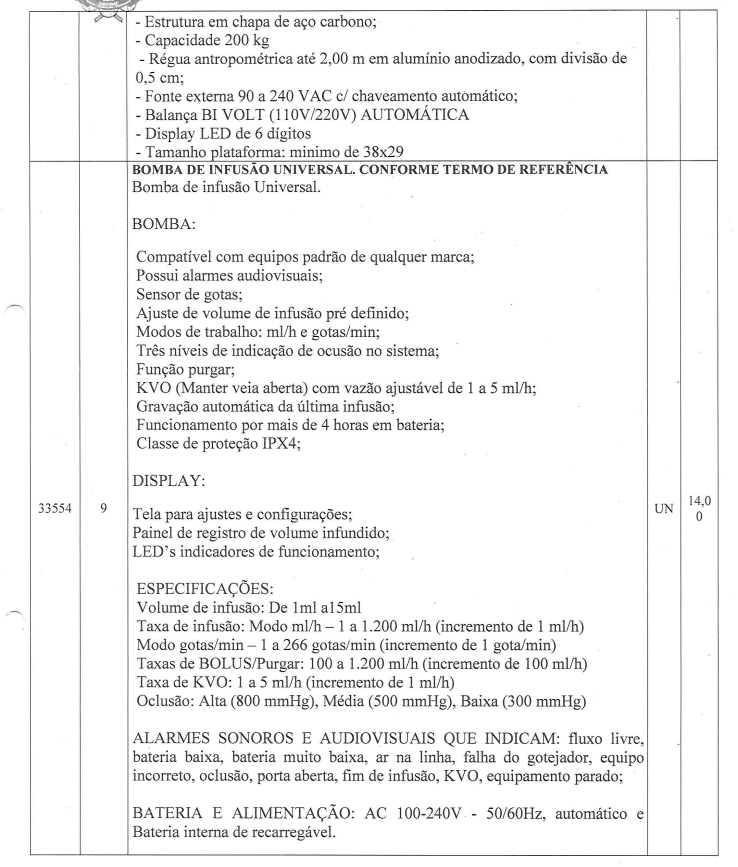 - Estrutura em chapa de aço carbono;
- Capacidade 200 kg
- Régua antropométrica até 2,00 m em alumínio anodizado, com divisão de
0,5 cm;
- Fonte externa 90 a 240 VAC c/ chaveamento automático;
- Balança BI VOLT (110V/220V) AUTOMÁTICA
- Display LED de 6 dígitos
- Tamanho plataforma: minimo de 38x29
33554
9
BOMBA DE INFUSÃO UNIVERSAL. CONFORME TERMO DE REFERÊNCIA
Bomba de infusão Universal.
BOMBA:
Compatível com equipos padrão de qualquer marca;
Possui alarmes audiovisuais;
Sensor de gotas;
Ajuste de volume de infusão pré definido;
Modos de trabalho: ml/h e gotas/min;
Três níveis de indicação de ocusão no sistema;
Função purgar;
KVO (Manter veia aberta) com vazão ajustável de 1 a 5 ml/h;
Gravação automática da última infusão;
Funcionamento por mais de 4 horas em bateria;
Classe de proteção IPX4;
DISPLAY:
Tela para ajustes e configurações;
Painel de registro de volume infundido;
LED's indicadores de funcionamento;
ESPECIFICAÇÕES:
Volume de infusão: De 1ml a15ml
Taxa de infusão: Modo ml/h – 1 a 1.200 ml/h (incremento de 1 ml/h)
Modo gotas/min – 1 a 266 gotas/min (incremento de 1 gota/min)
Taxas de BOLUS/Purgar: 100 a 1.200 ml/h (incremento de 100 ml/h)
Taxa de KVO: 1 a 5 ml/h (incremento de 1 ml/h)
Oclusão: Alta (800 mmHg), Média (500 mmHg), Baixa (300 mmHg)
ALARMES SONOROS E AUDIOVISUAIS QUE INDICAM: fluxo livre,
bateria baixa, bateria muito baixa, ar na linha, falha do gotejador, equipo
incorreto, oclusão, porta aberta, fim de infusão, KVO, equipamento parado;
BATERIA E ALIMENTAÇÃO: AC 100-240V - 50/60Hz, automático e
Bateria interna de recarregável.
UN
14,0
0